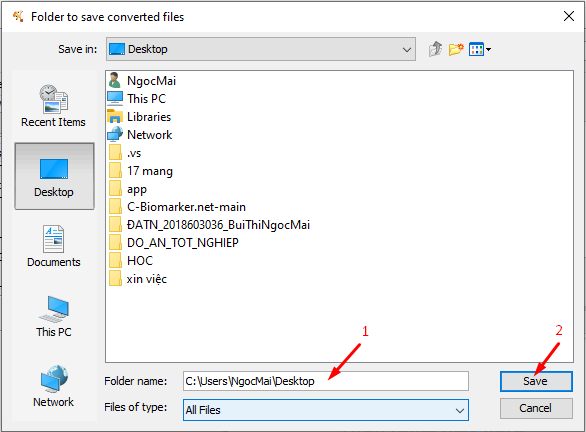 Folder to save converted files
Save in:
Desktop
Recent Items
Desktop
Documents
This PC
Network
NgocMai
This PC
Libraries
Network
.vs
17 mang
app
C-Biomarker.net-main
ĐATN_2018603036_BuiThiNgocMai
DO_AN_TOT_NGHIEP
HOC
xin việc
1
2
Folder name:
C:\Users\NgocMai\Desktop
Save
Files of type:
All Files
Cancel